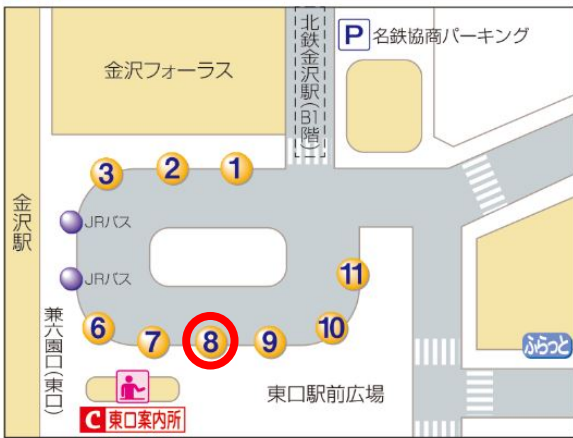 北鉄金沢駅(B1階)
P 名鉄協商パーキング
金沢フォーラス
3
2
1
金沢駅
JRバス
JRバス
11
6
7
8
9
10
兼六園口(東口)
ふらっと
東口駅前広場
C 東口案内所